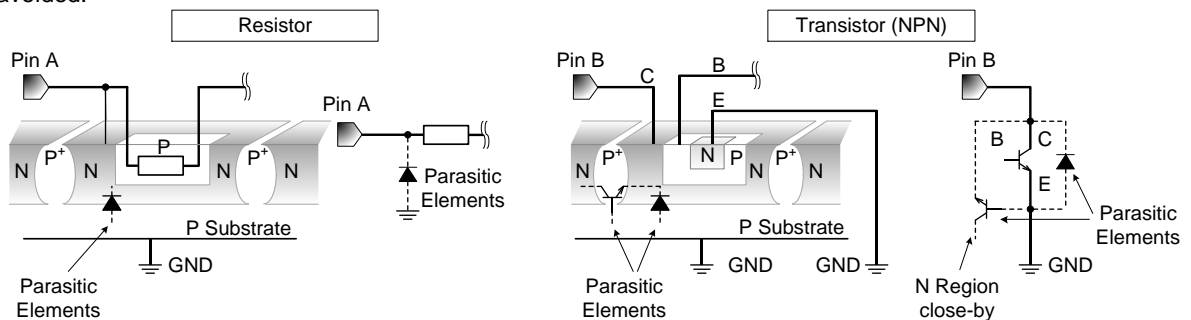 avoided.
Resistor
Transistor (NPN)
Pin A
Pin A
N
P+
N
P
N
P+
N
Parasitic
Elements
P Substrate
GND
Parasitic
Elements
Pin B
C
B
E
N
P+
N
N
P
N
P+
N
P Substrate
GND
GND
Parasitic
Elements
Pin B
B
C
E
Parasitic
Elements
GND
N Region
close-by